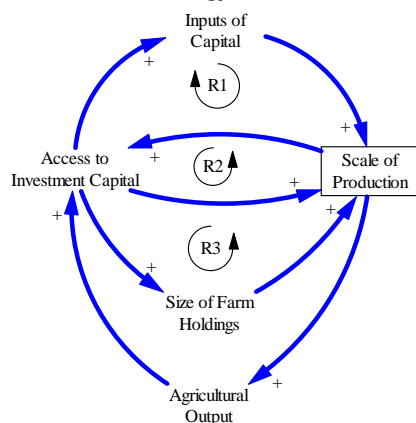 Inputs of
Capital
+
R1
+
Access to
Investment Capital
+
R2
+
Scale of
Production
+
R3
+
+
Size of Farm
Holdings
+
Agricultural
Output